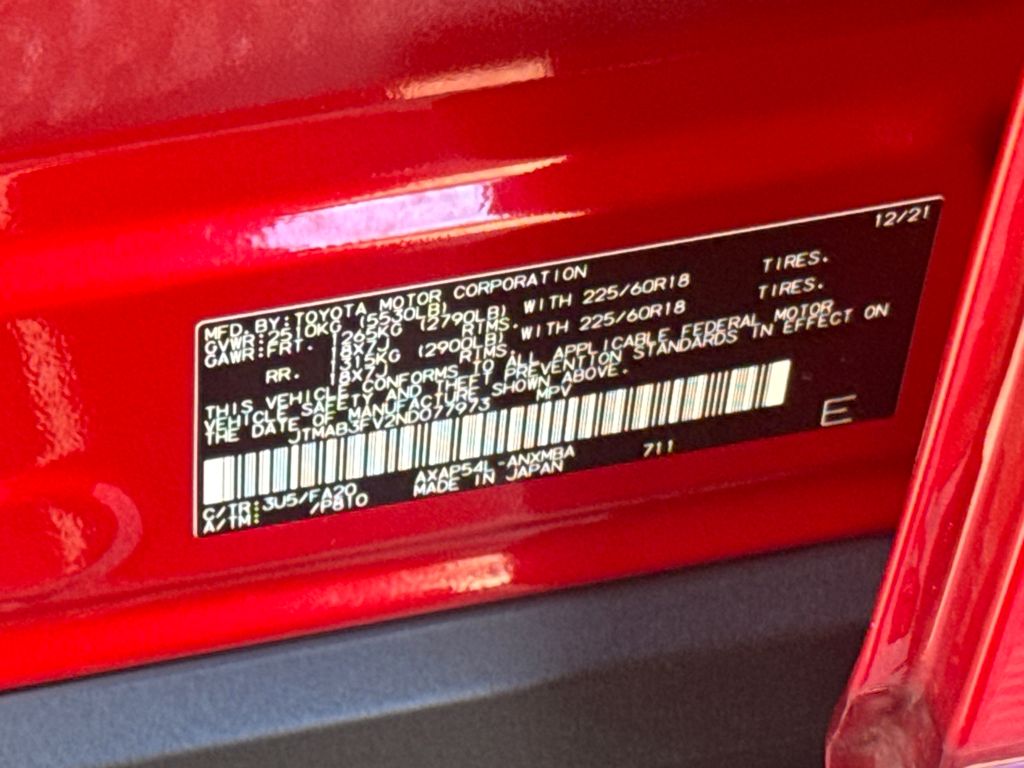 12/21
MFD. BY: TOYOTA MOTOR CORPORATION
GVWR: 2510KG (5530LB)
GAWR: FRT. 1265KG (2790LB) WITH 225/60R18 TIRES.
18X7J RIMS.
RR. 1315KG (2900LB) WITH 225/60R18 TIRES.
18X7J RIMS.
THIS VEHICLE CONFORMS TO ALL APPLICABLE FEDERAL MOTOR
VEHICLE SAFETY AND THEFT PREVENTION STANDARDS IN EFFECT ON
THE DATE OF MANUFACTURE SHOWN ABOVE.
JTMAB3FV2ND077973 MPV
E
C/TR: 3U5/FA20 AXAP54L-ANXMBA 711
A/TM: /P810 MADE IN JAPAN